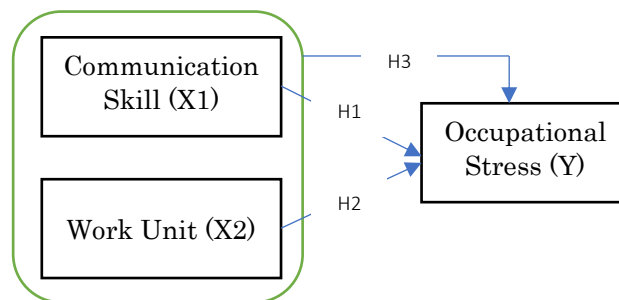 Communication
Skill (X1)
H3
H1
Occupational
Stress (Y)
H2
Work Unit (X2)